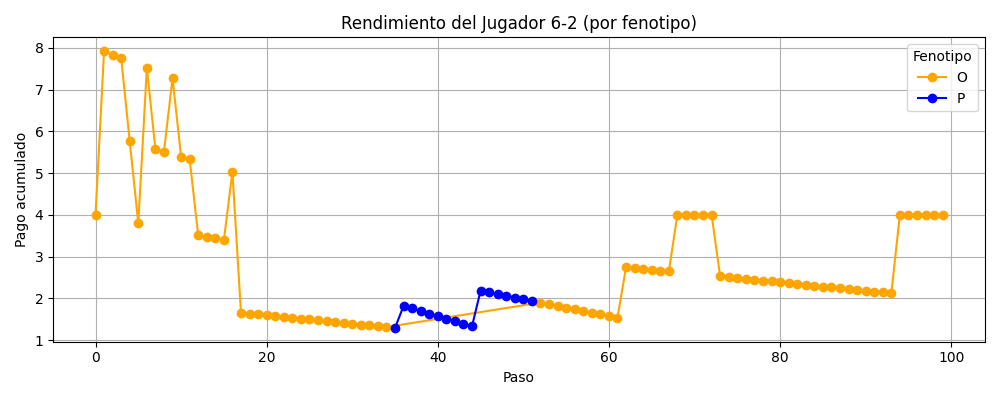 Rendimiento del Jugador 6-2 (por fenotipo)
Pago acumulado
8
7
6
5
4
3
2
1
0
20
40
60
80
100
Paso
Fenotipo
O
P